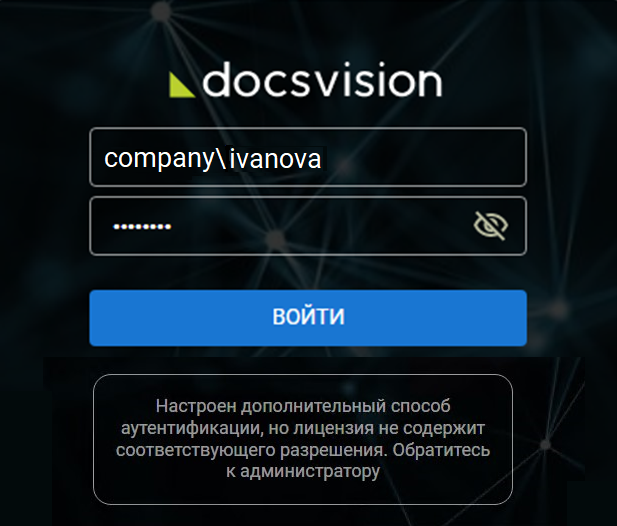 docsvision
company\ivanova
••••••••
ВОЙТИ
Настроен дополнительный способ
аутентификации, но лицензия не содержит
соответствующего разрешения. Обратитесь
к администратору